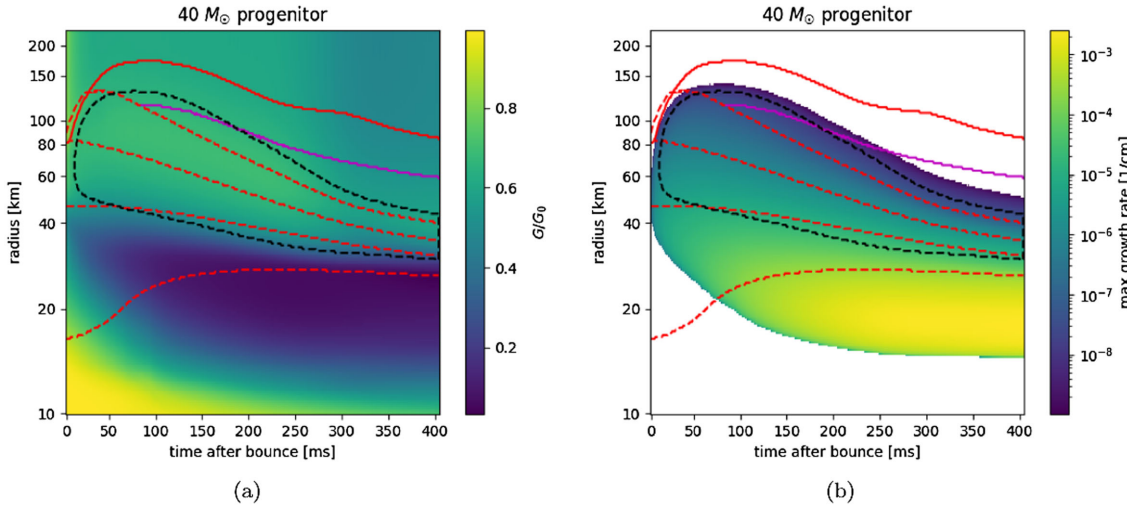 40 M⊙ progenitor
200
150
100
80
60
40
20
10
radius [km]
0 50 100 150 200 250 300 350 400
time after bounce [ms]
0.8
0.6
0.4
0.2
G/G₀
(a)
40 M⊙ progenitor
200
150
100
80
60
40
20
10
radius [km]
0 50 100 150 200 250 300 350 400
time after bounce [ms]
10⁻³
10⁻⁴
10⁻⁵
10⁻⁶
10⁻⁷
10⁻⁸
max growth rate [1/cm]
(b)